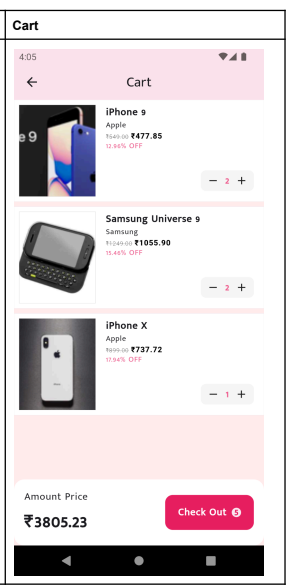 Cart
4:05
Cart
e 9
iPhone 9
Apple
₹549.00 ₹477.85
12.96% OFF
2
Samsung Universe 9
Samsung
₹1249.00 ₹1055.90
15.46% OFF
2
iPhone X
Apple
₹899.00 ₹737.72
17.94% OFF
1
Amount Price
₹3805.23
Check Out 5